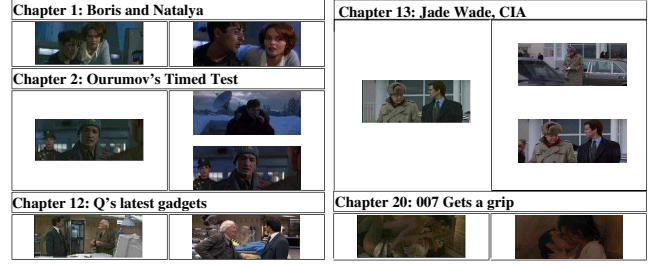 Chapter 1: Boris and Natalya
Chapter 2: Ourumov’s Timed Test
Chapter 12: Q’s latest gadgets
Chapter 13: Jade Wade, CIA
Chapter 20: 007 Gets a grip